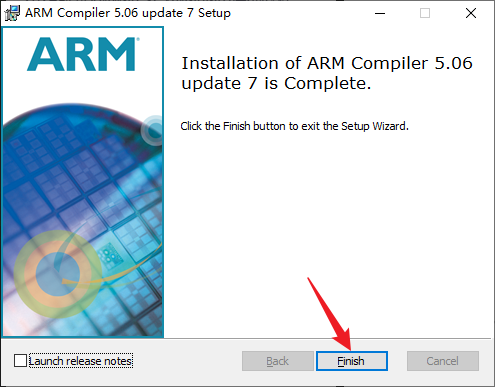 ARM Compiler 5.06 update 7 Setup
ARM
Installation of ARM Compiler 5.06
update 7 is Complete.
Click the Finish button to exit the Setup Wizard.
Launch release notes
Back
Finish
Cancel